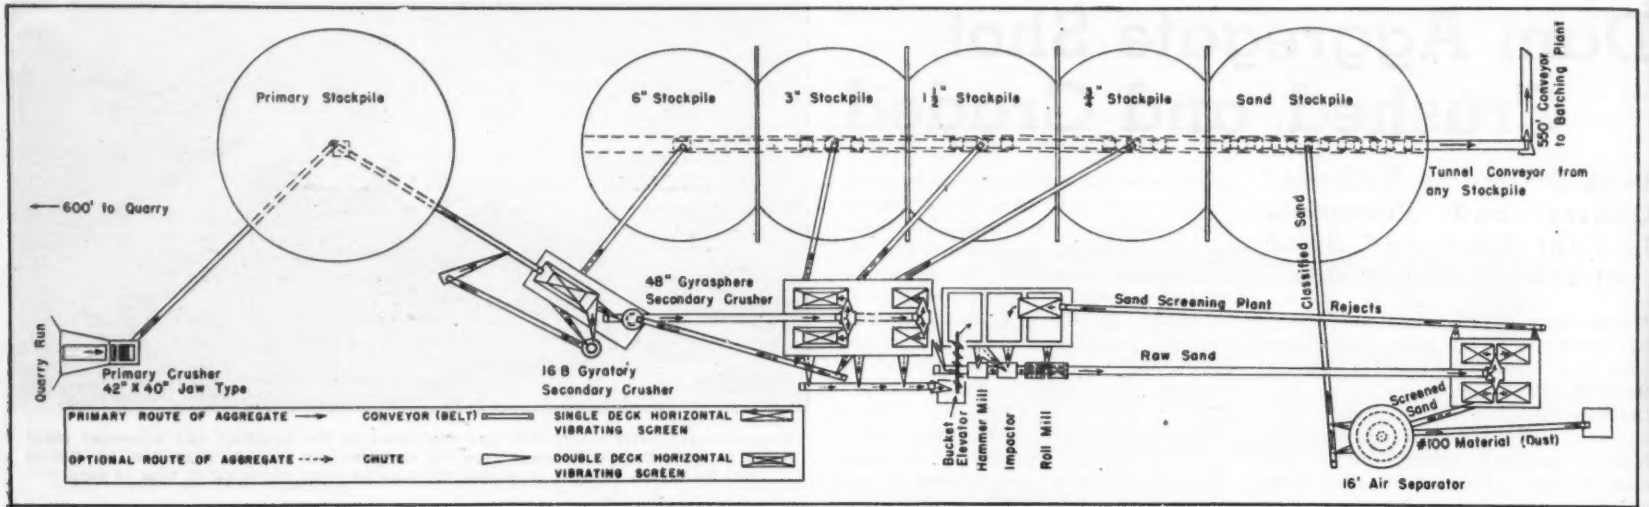 Primary Stockpile
6" Stockpile
3" Stockpile
1 1/2" Stockpile
Stockpile
Sand Stockpile
550' Conveyor
to Batching Plant
Tunnel Conveyor from
any Stockpile
600' to Quarry
Quarry Run
Primary Crusher
42" X 40" Jaw Type
48" Gyrosphere
Secondary Crusher
16 B Gyratory
Secondary Crusher
Sand Screening Plant
Rejects
Classified Sand
Raw Sand
Screened
Sand
#100 Material (Dust)
16' Air Separator
Bucket
Elevator
Hammer Mill
Impactor
Roll Mill
PRIMARY ROUTE OF AGGREGATE
CONVEYOR (BELT)
SINGLE DECK HORIZONTAL
VIBRATING SCREEN
OPTIONAL ROUTE OF AGGREGATE
CHUTE
DOUBLE DECK HORIZONTAL
VIBRATING SCREEN